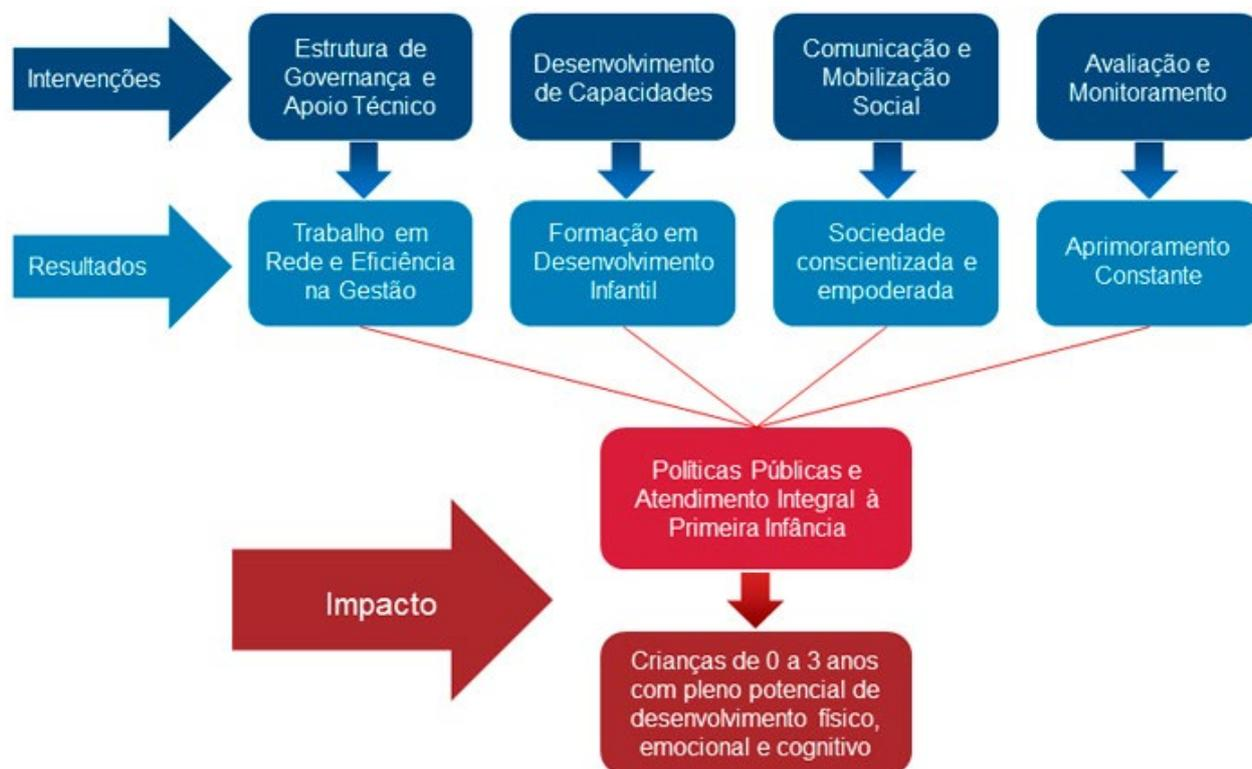 Intervenções
Estrutura de
Governança e
Apoio Técnico
Desenvolvimento
de Capacidades
Comunicação e
Mobilização
Social
Avaliação e
Monitoramento
Resultados
Trabalho em
Rede e Eficiência
na Gestão
Formação em
Desenvolvimento
Infantil
Sociedade
conscientizada e
empoderada
Aprimoramento
Constante
Políticas Públicas e
Atendimento Integral à
Primeira Infância
Impacto
Crianças de 0 a 3 anos
com pleno potencial de
desenvolvimento físico,
emocional e cognitivo